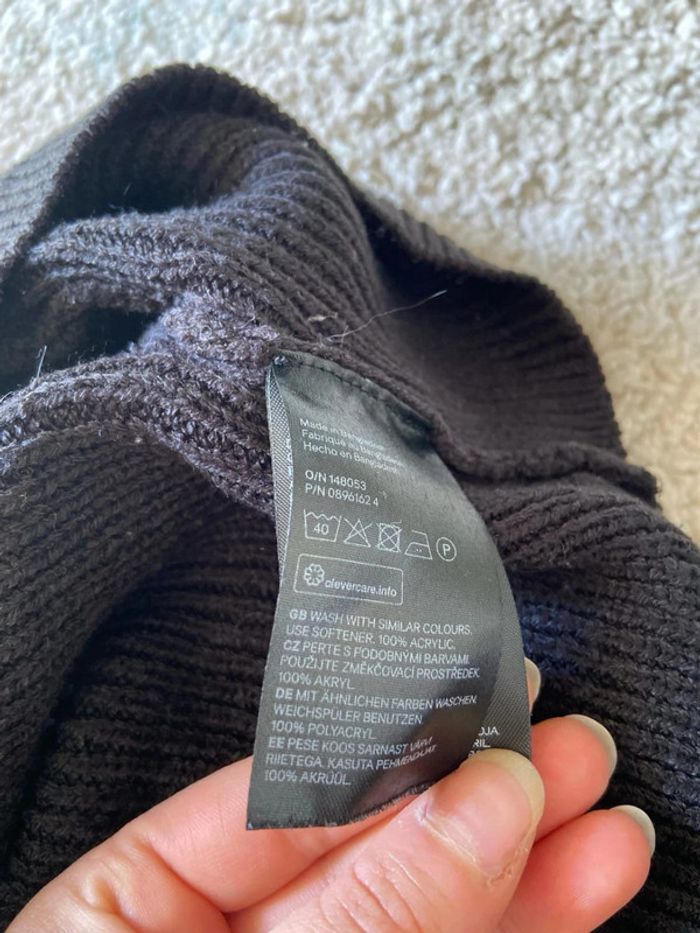 Made in Bangladesh
Fabriqué au Bangladesh
Hecho en Bangladesh
O/N 148053
P/N 0896162 4
40
P
clevercare.info
GB WASH WITH SIMILAR COLOURS.
USE SOFTENER. 100% ACRYLIC.
CZ PERTE S PODOBNÝMI BARVAMI.
POUŽIJTE ZMĚKČOVACÍ PROSTŘEDEK.
100% AKRYL.
DE MIT ÄHNLICHEN FARBEN WASCHEN.
WEICHSPÜLER BENUTZEN.
100% POLYACRYL.
EE PESE KOOS SARNAST VÄRVI
RIIETEGA. KASUTA PEHMENDAJAT
100% AKRÜÜL.